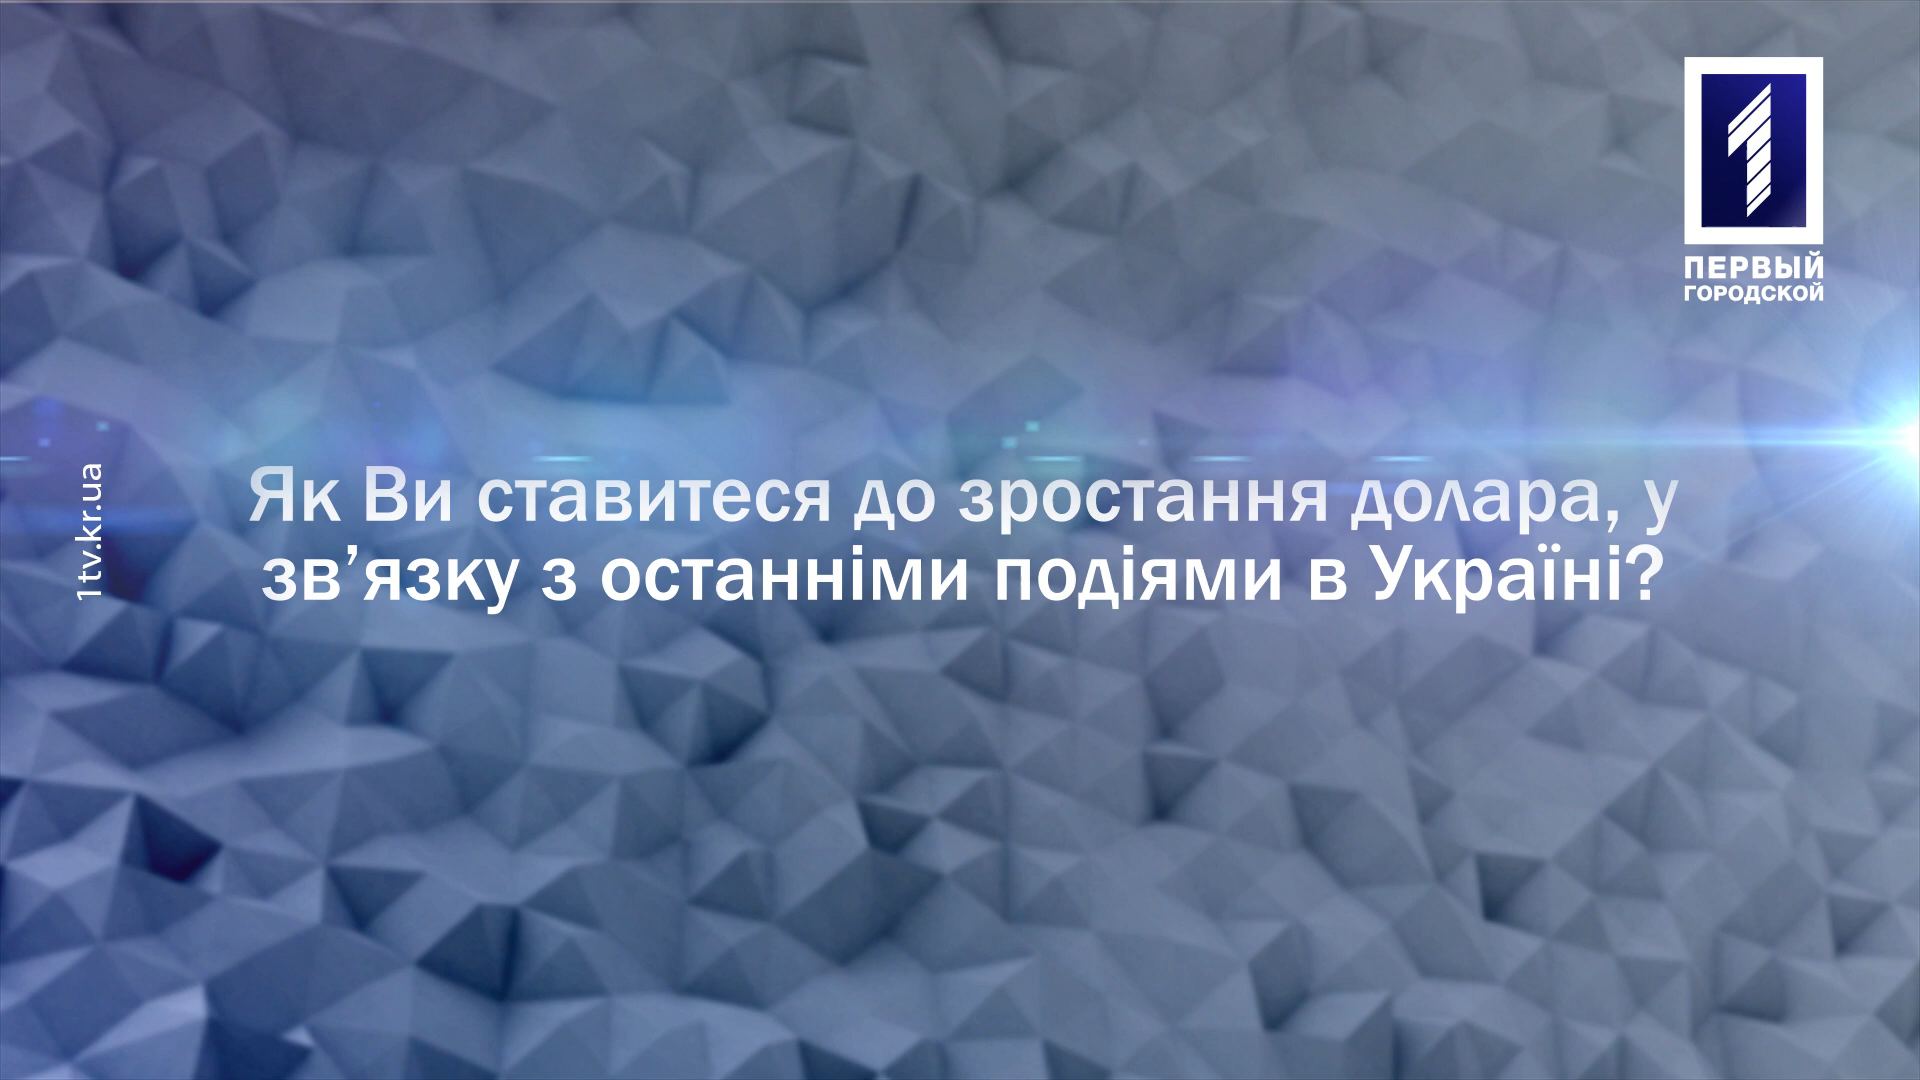 ПЕРВЫЙ
ГОРОДСКОЙ
1tv.kr.ua
Як Ви ставитеся до зростання долара, у
зв’язку з останніми подіями в Україні?